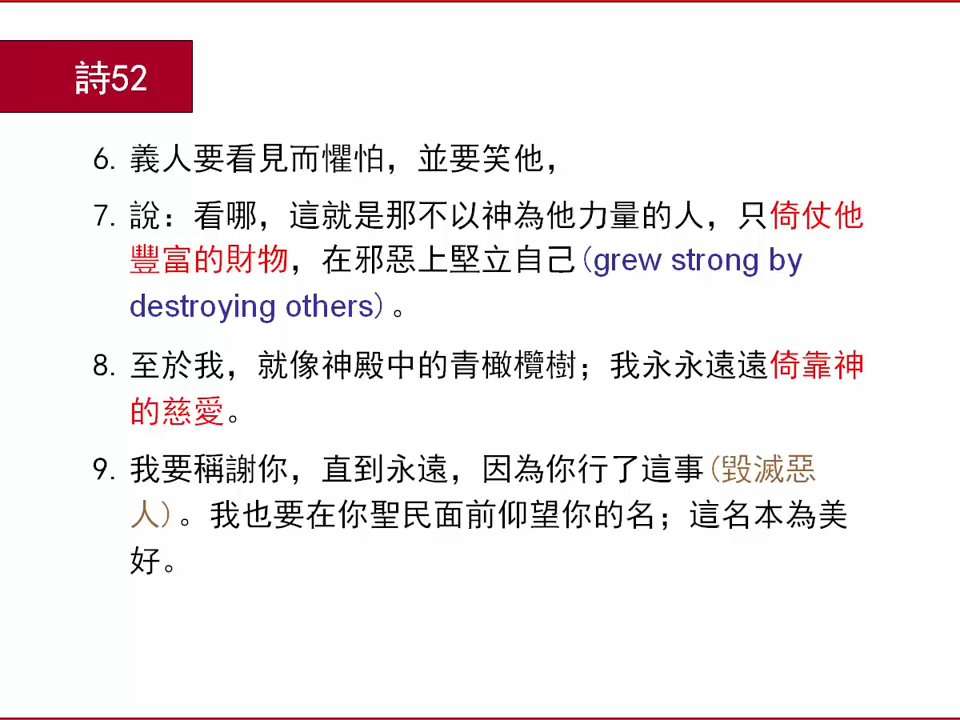 詩52
6. 義人要看見而懼怕，並要笑他，
7. 說：看哪，這就是那不以神為他力量的人，只倚仗他
豐富的財物，在邪惡上堅立自己(grew strong by
destroying others)。
8. 至於我，就像神殿中的青橄欖樹；我永永遠遠倚靠神
的慈愛。
9. 我要稱謝你，直到永遠，因為你行了這事(毀滅惡
人)。我也要在你聖民面前仰望你的名；這名本為美
好。